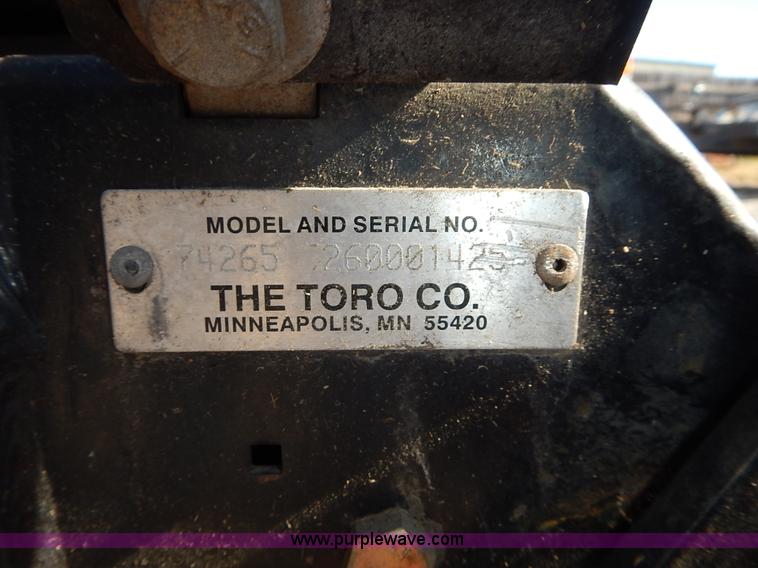 MODEL AND SERIAL NO.
74265 260001425
THE TORO CO.
MINNEAPOLIS, MN 55420
www.purplewave.com